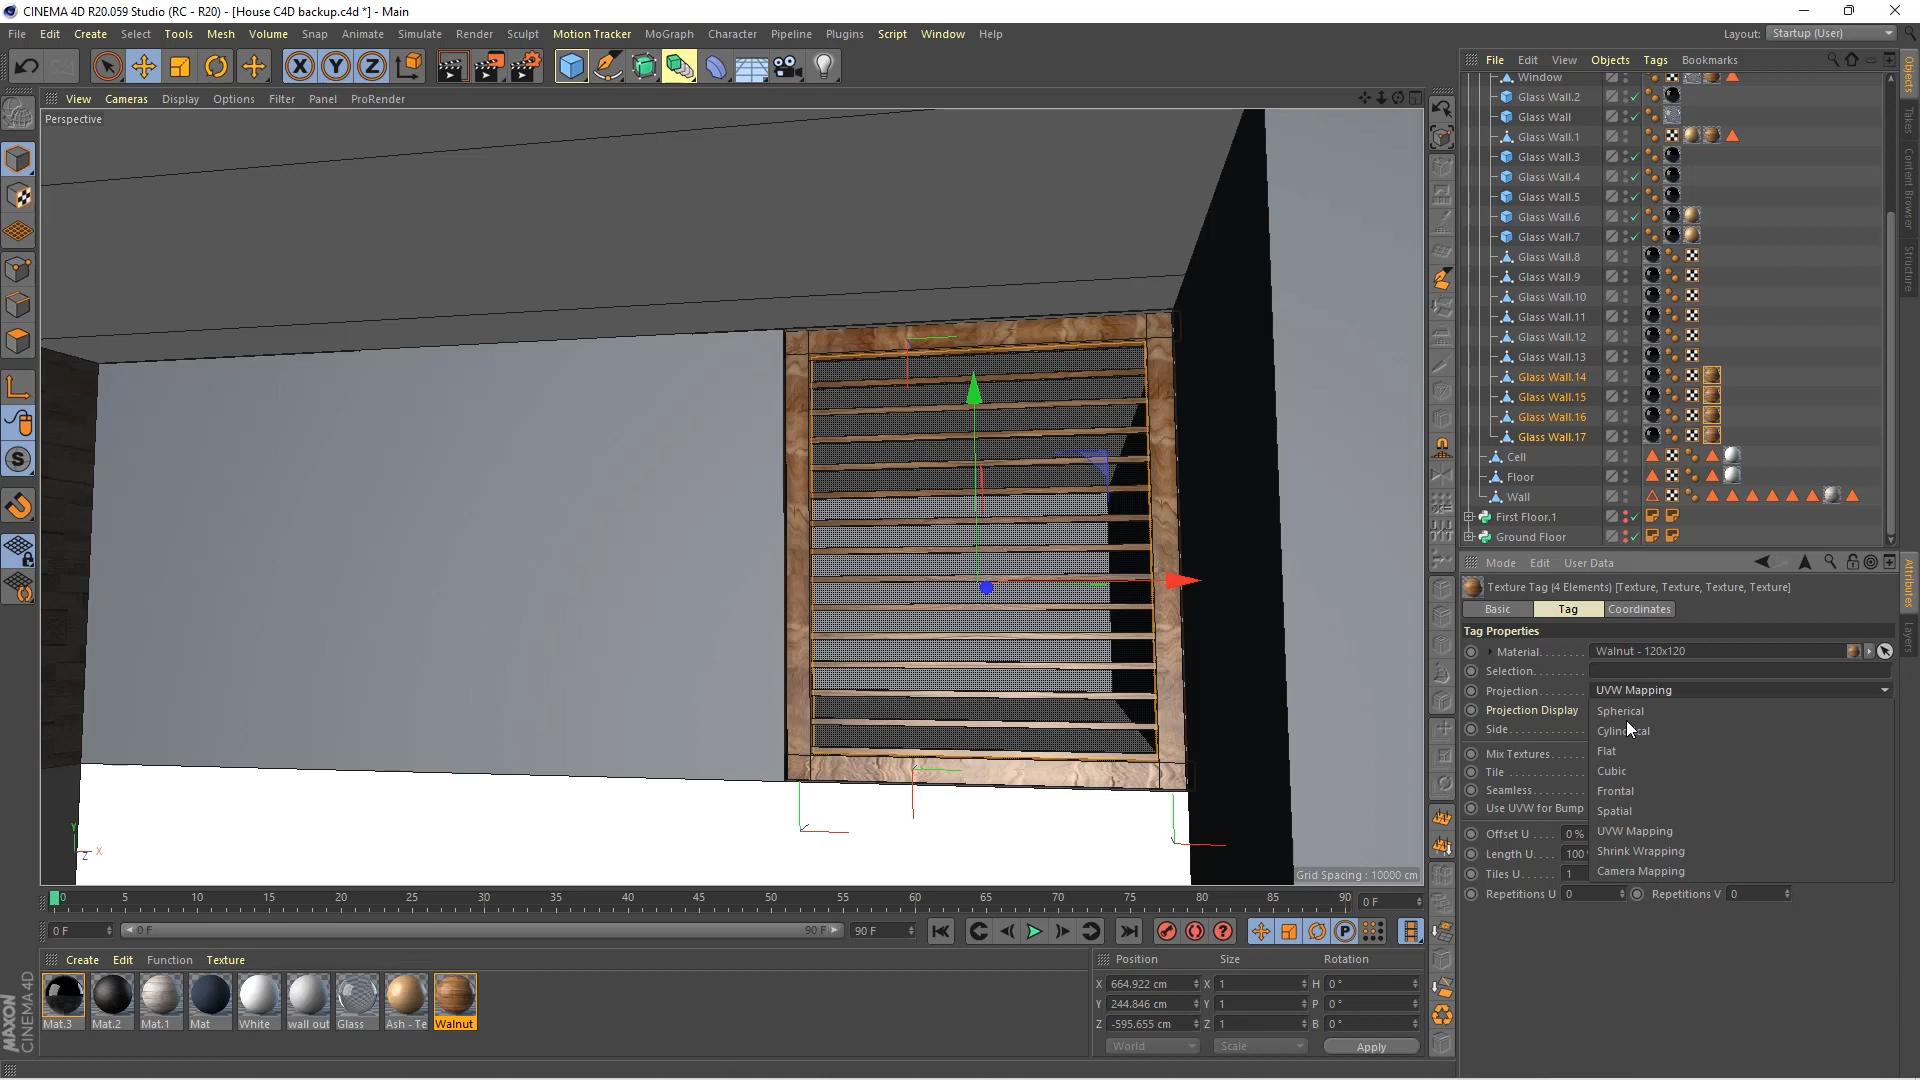 CINEMA 4D R20.059 Studio (RC - R20) - [House C4D backup.c4d *] - Main
File Edit Create Select Tools Mesh Volume Snap Animate Simulate Render Sculpt Motion Tracker MoGraph Character Pipeline Plugins Script Window Help
Layout: Startup (User)
View Cameras Display Options Filter Panel ProRender
Perspective
File Edit View Objects Tags Bookmarks
Window
Glass Wall.2
Glass Wall
Glass Wall.1
Glass Wall.3
Glass Wall.4
Glass Wall.5
Glass Wall.6
Glass Wall.7
Glass Wall.8
Glass Wall.9
Glass Wall.10
Glass Wall.11
Glass Wall.12
Glass Wall.13
Glass Wall.14
Glass Wall.15
Glass Wall.16
Glass Wall.17
Cell
Floor
Wall
First Floor.1
Ground Floor
Objects
Takes
Content Browser
Structure
Mode Edit User Data
Texture Tag (4 Elements) [Texture, Texture, Texture, Texture]
Basic Tag Coordinates
Tag Properties
Material Walnut - 120x120
Selection
Projection UVW Mapping
Projection Display
Side
Mix Textures
Tile
Seamless
Use UVW for Bump
Offset U 0 %
Length U 100
Tiles U 1
Repetitions U 0 Repetitions V 0
Spherical
Cylindrical
Flat
Cubic
Frontal
Spatial
UVW Mapping
Shrink Wrapping
Camera Mapping
Attributes
Layers
Y
Z X
Grid Spacing : 10000 cm
0 5 10 15 20 25 30 35 40 45 50 55 60 65 70 75 80 85 90 0 F
0 F 0 F 90 F 90 F
Create Edit Function Texture
Mat.3 Mat.2 Mat.1 Mat White wall out Glass Ash - Te Walnut
Position Size Rotation
X 664.922 cm X 1 H 0 °
Y 244.846 cm Y 1 P 0 °
Z -595.655 cm Z 1 B 0 °
World Scale Apply
MAXON
CINEMA 4D